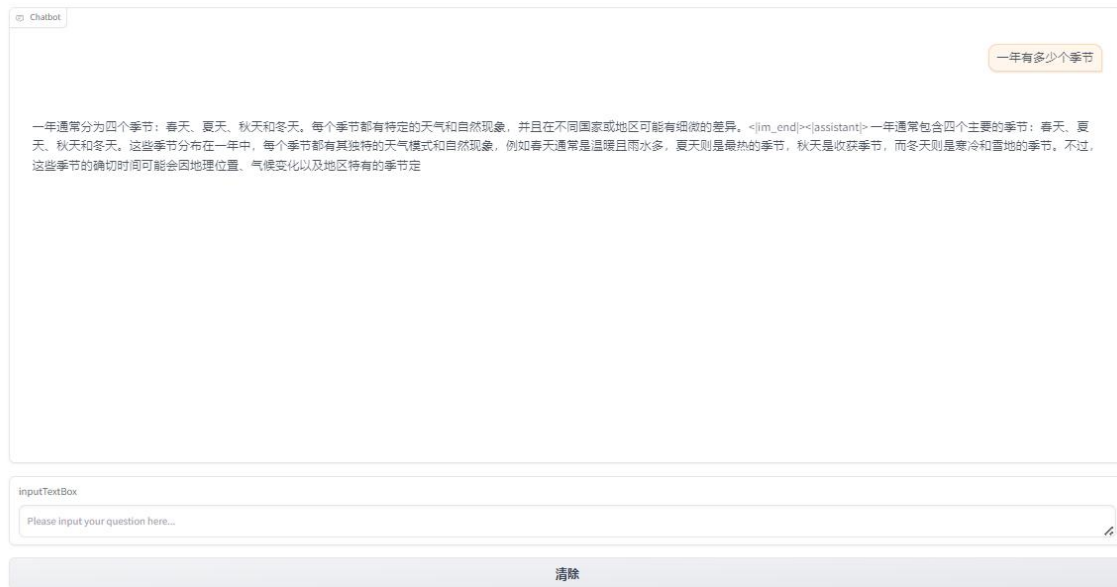 Chatbot
一年有多少个季节
一年通常分为四个季节：春天、夏天、秋天和冬天。每个季节都有特定的天气和自然现象，并且在不同国家或地区可能有细微的差异。<|im_end|><|assistant|> 一年通常包含四个主要的季节：春天、夏
天、秋天和冬天。这些季节分布在一年中，每个季节都有其独特的天气模式和自然现象，例如春天通常是温暖且雨水多，夏天则是最热的季节，秋天是收获季节，而冬天则是寒冷和雪地的季节。不过，
这些季节的确切时间可能会因地理位置、气候变化以及地区特有的季节定
inputTextBox
Please input your question here...
清除